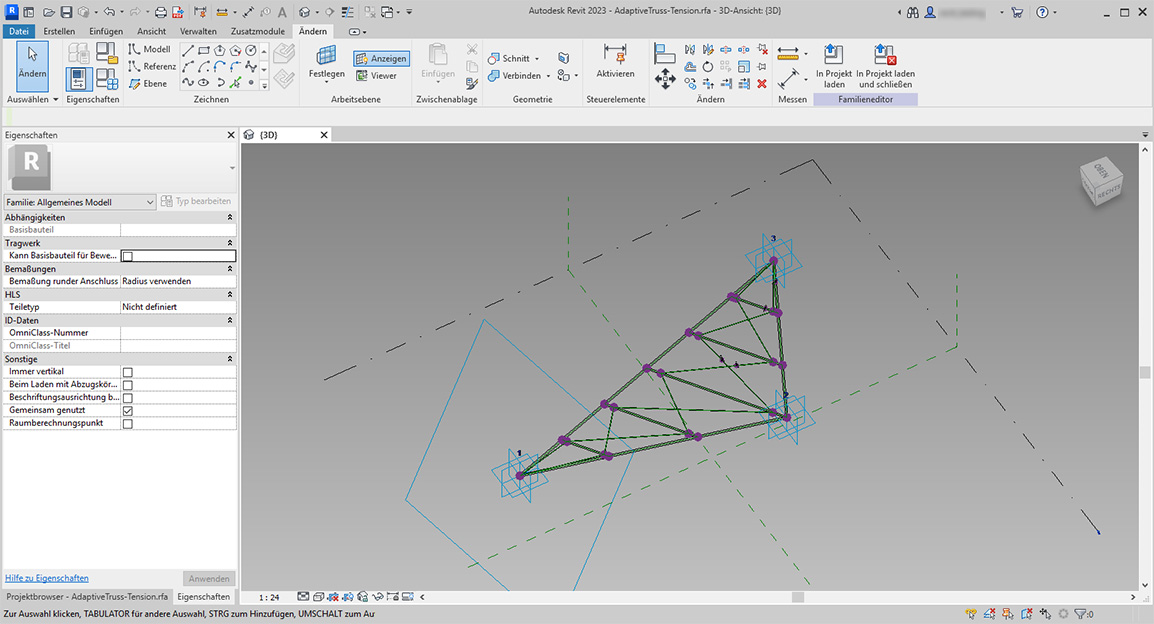 Autodesk Revit 2023 - AdaptiveTruss-Tension.rfa - 3D-Ansicht: {3D}
Datei Erstellen Einfügen Ansicht Verwalten Zusatzmodule Ändern
Ändern
Modell
Referenz
Ebene
Festlegen
Anzeigen
Viewer
Einfügen
Schnitt
Verbinden
Aktivieren
In Projekt laden
In Projekt laden und schließen
Auswählen Eigenschaften Zeichnen Arbeitsebene Zwischenablage Geometrie Steuerelemente Ändern Messen Familieneditor
Eigenschaften
{3D}
R
Familie: Allgemeines Modell
Typ bearbeiten
Abhängigkeiten
Basisbauteil
Tragwerk
Kann Basisbauteil für Bewe...
Bemaßungen
Bemaßung runder Anschluss Radius verwenden
HLS
Teiletyp Nicht definiert
ID-Daten
OmniClass-Nummer
OmniClass-Titel
Sonstige
Immer vertikal
Beim Laden mit Abzugskör...
Beschriftungsausrichtung b...
Gemeinsam genutzt
Raumberechnungspunkt
OBEN
RECHTS
3
2
1
Hilfe zu Eigenschaften
Anwenden
Projektbrowser - AdaptiveTruss-Tension.rfa Eigenschaften
1 : 24
Zur Auswahl klicken, TABULATOR für andere Auswahl, STRG zum Hinzufügen, UMSCHALT zum Au
:0